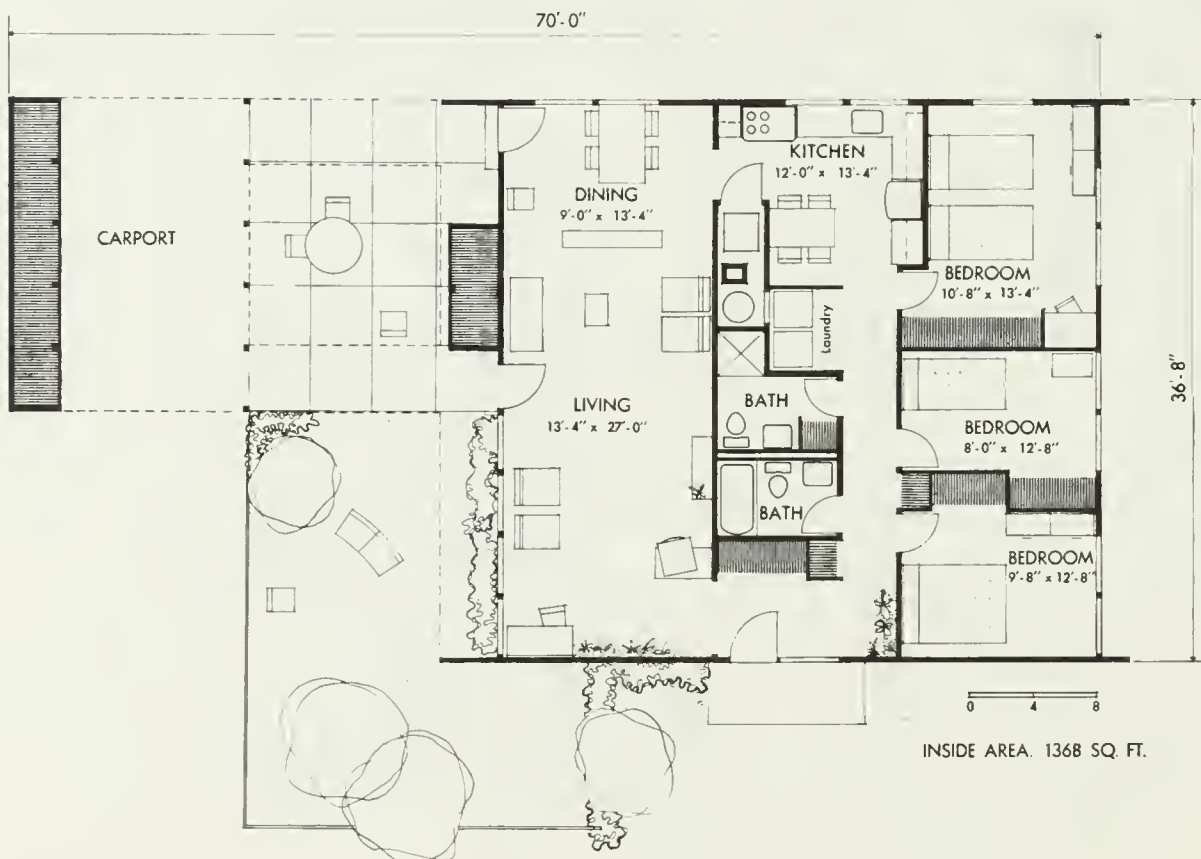 70'-0"
CARPORT
DINING
9'-0" x 13'-4"
KITCHEN
12'-0" x 13'-4"
BEDROOM
10'-8" x 13'-4"
Laundry
36'-8"
LIVING
13'-4" x 27'-0"
BATH
BEDROOM
8'-0" x 12'-8"
BATH
BEDROOM
9'-8" x 12'-8"
0 4 8
INSIDE AREA. 1368 SQ. FT.